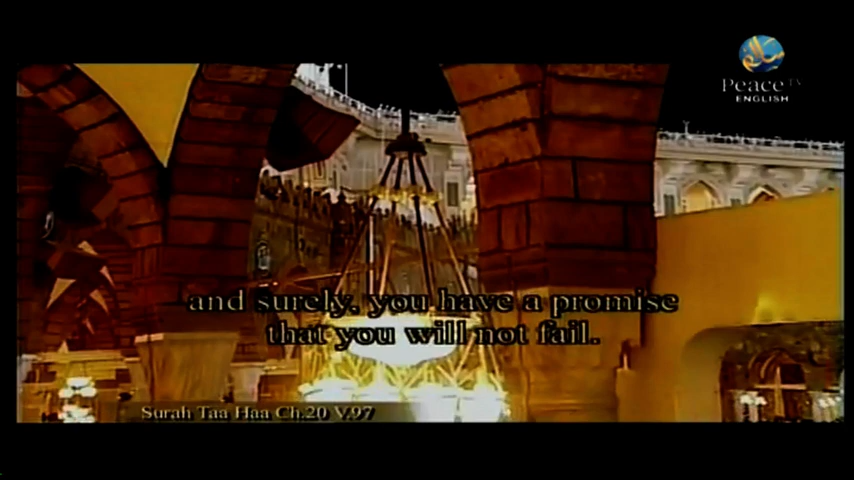 سلام
Peace TV
ENGLISH
and surely, you have a promise
that you will not fail.
Surah Taa Haa Ch.20 V.97